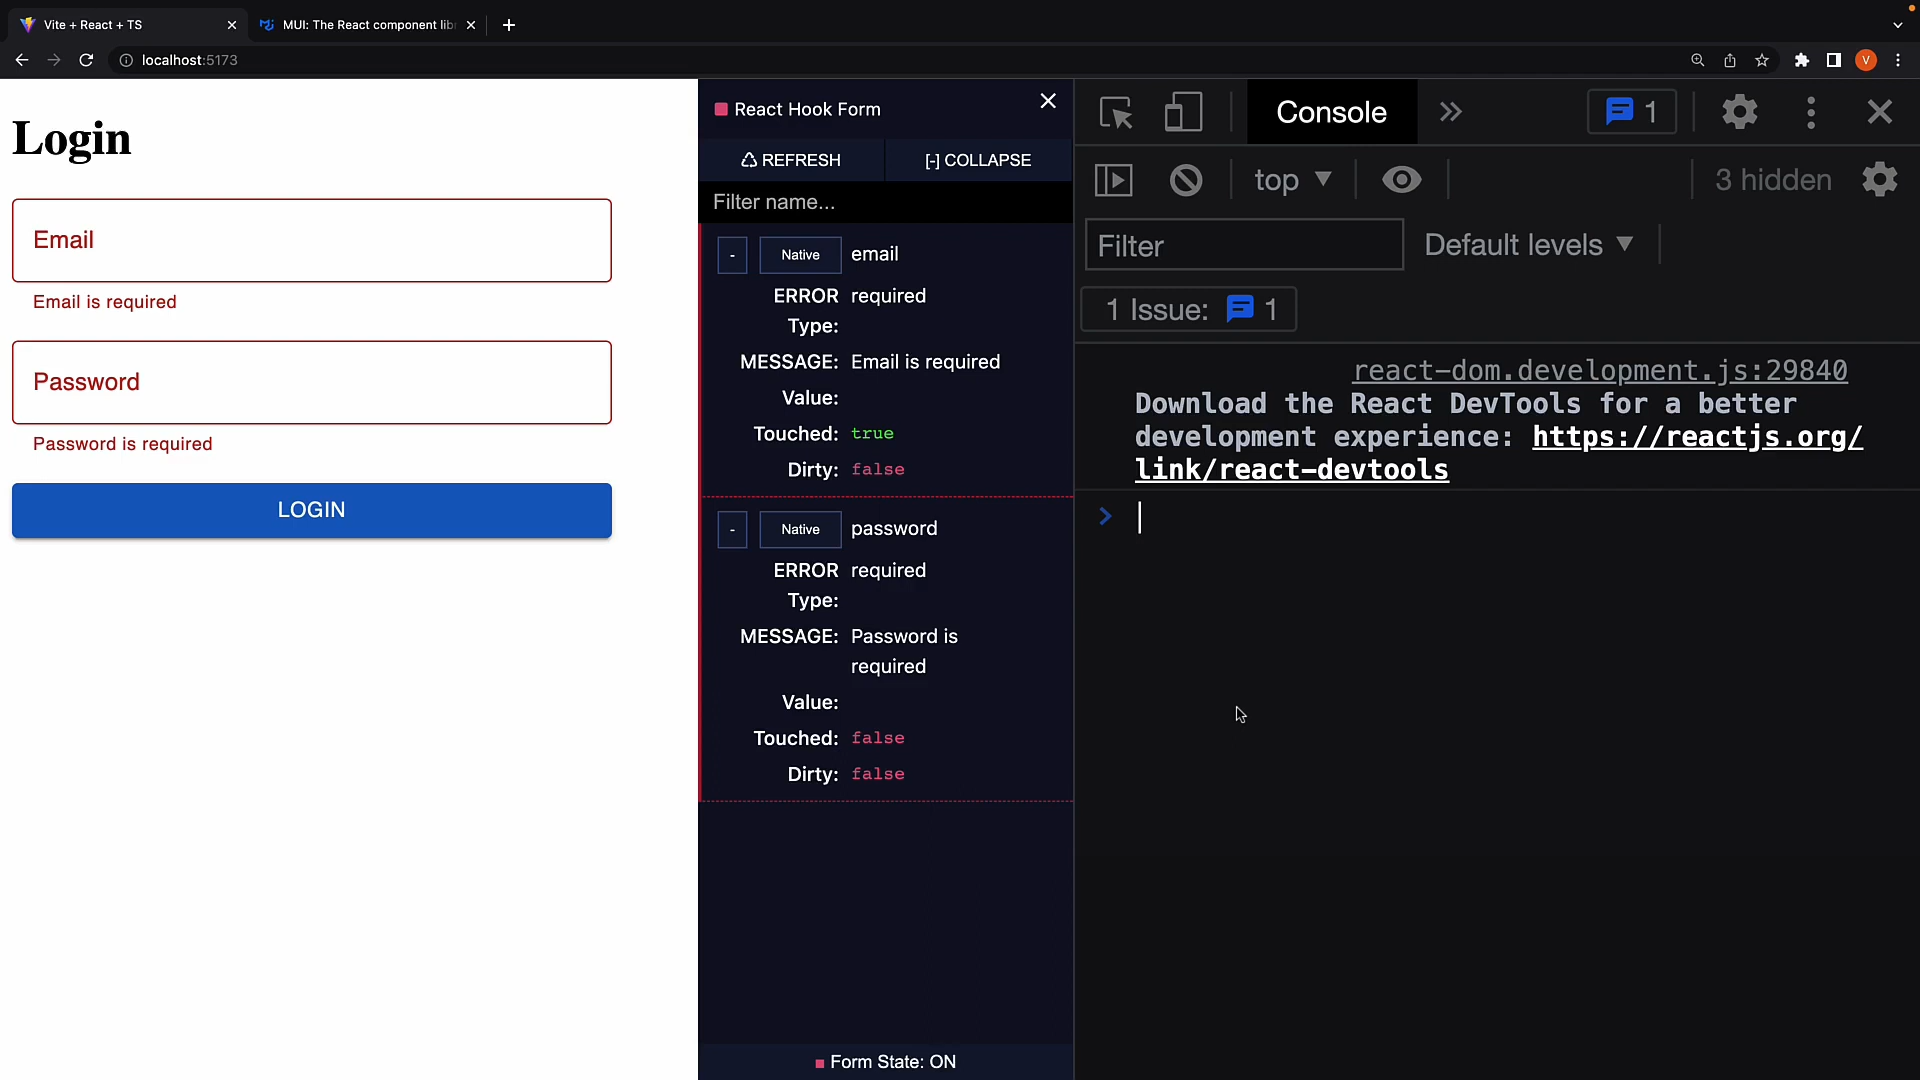 Vite + React + TS
MUI: The React component lib
localhost:5173
V
Login
Email
Email is required
Password
Password is required
LOGIN
React Hook Form
REFRESH
[-] COLLAPSE
Filter name...
- Native email
ERROR Type: required
MESSAGE: Email is required
Value:
Touched: true
Dirty: false
- Native password
ERROR Type: required
MESSAGE: Password is
required
Value:
Touched: false
Dirty: false
Form State: ON
Console
1
top
3 hidden
Filter
Default levels
1 Issue: 1
react-dom.development.js:29840
Download the React DevTools for a better
development experience: https://reactjs.org/
link/react-devtools